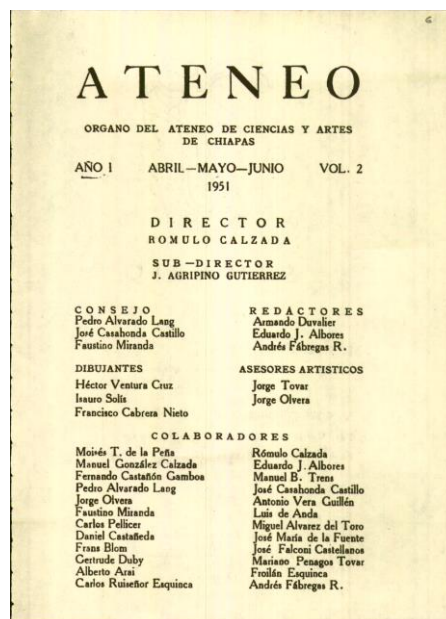 6
ATENEO
ORGANO DEL ATENEO DE CIENCIAS Y ARTES
DE CHIAPAS
AÑO 1 ABRIL—MAYO—JUNIO VOL. 2
1951
DIRECTOR
ROMULO CALZADA
SUB—DIRECTOR
J. AGRIPINO GUTIERREZ
CONSEJO
Pedro Alvarado Lang
José Casahonda Castillo
Faustino Miranda
REDACTORES
Armando Duvalier
Eduardo J. Albores
Andrés Fábregas R.
DIBUJANTES
Héctor Ventura Cruz
Isauro Solís
Francisco Cabrera Nieto
ASESORES ARTISTICOS
Jorge Tovar
Jorge Olvera
COLABORADORES
Moisés T. de la Peña
Manuel González Calzada
Fernando Castañón Gamboa
Pedro Alvarado Lang
Jorge Olvera
Faustino Miranda
Carlos Pellicer
Daniel Castañeda
Frans Blom
Gertrude Duby
Alberto Arai
Carlos Ruiseñor Esquinca
Rómulo Calzada
Eduardo J. Albores
Manuel B. Trens
José Casahonda Castillo
Antonio Vera Guillén
Luis de Anda
Miguel Alvarez del Toro
José María de la Fuente
José Falconi Castellanos
Mariano Penagos Tovar
Froilán Esquinca
Andrés Fábregas R.